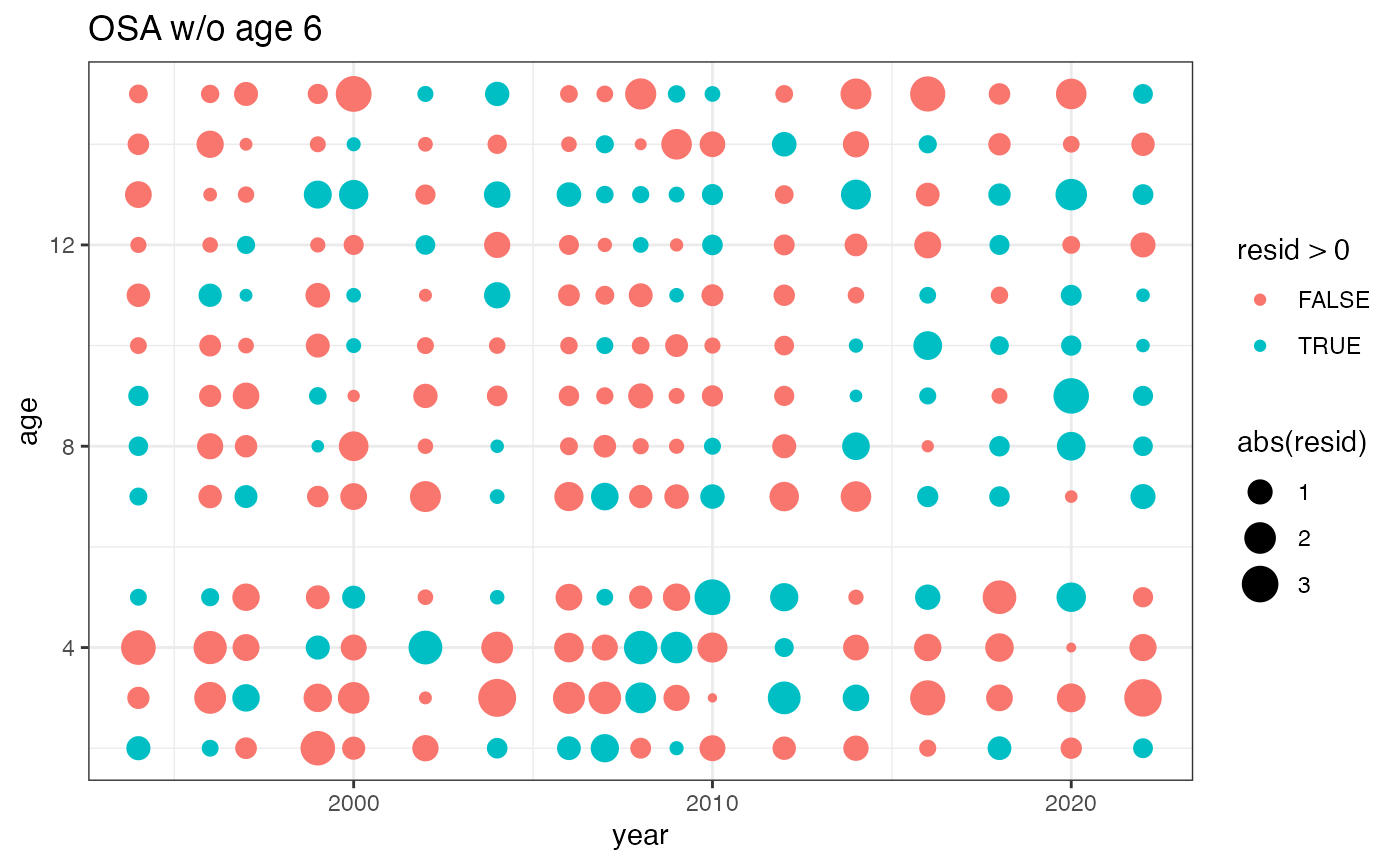 OSA w/o age 6
age
12
8
4
2000
2010
2020
year
resid > 0
FALSE
TRUE
abs(resid)
1
2
3